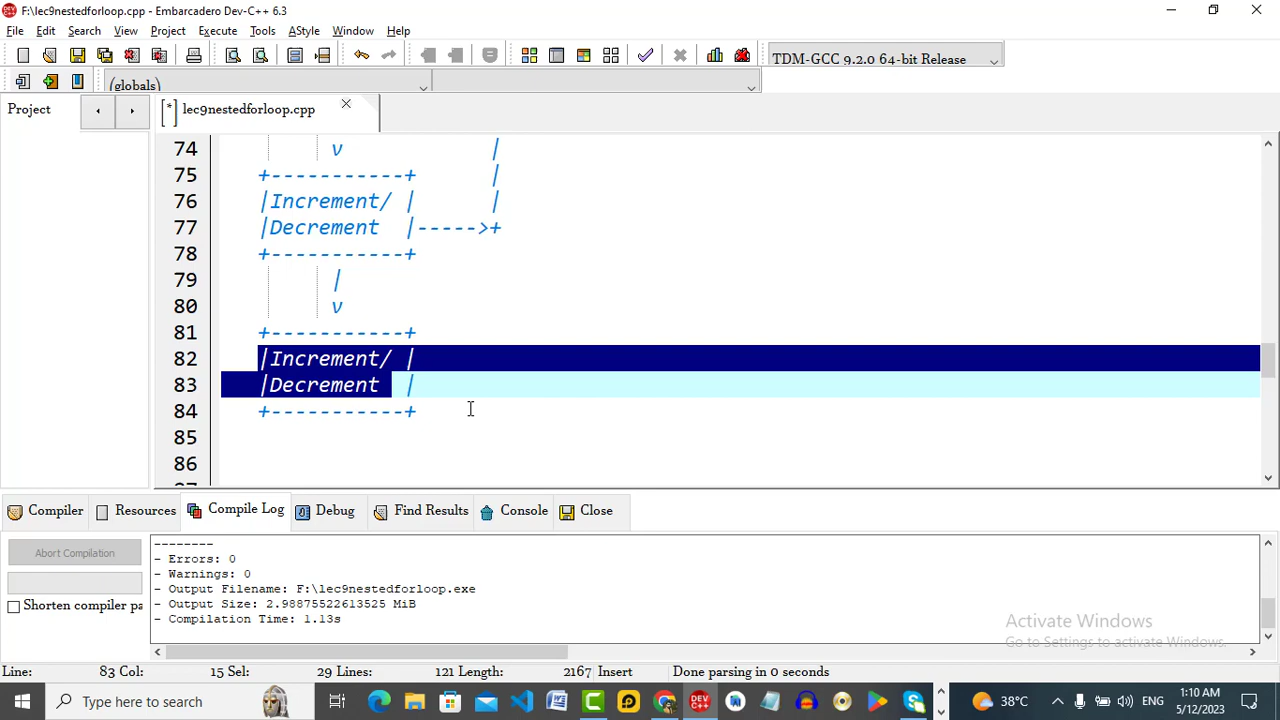 F:\lec9nestedforloop.cpp - Embarcadero Dev-C++ 6.3
File Edit Search View Project Execute Tools AStyle Window Help
TDM-GCC 9.2.0 64-bit Release
(globals)
Project
[*] lec9nestedforloop.cpp
74 v |
75 +-----------+ |
76 |Increment/ | |
77 |Decrement |----->+
78 +-----------+
79 |
80 v
81 +-----------+
82 |Increment/ |
83 |Decrement |
84 +-----------+
85
86
Compiler Resources Compile Log Debug Find Results Console Close
Abort Compilation
Shorten compiler pa
--------
- Errors: 0
- Warnings: 0
- Output Filename: F:\lec9nestedforloop.exe
- Output Size: 2.98875522613525 MiB
- Compilation Time: 1.13s
Activate Windows
Go to Settings to activate Windows.
Line: 83 Col: 15 Sel: 29 Lines: 121 Length: 2167 Insert Done parsing in 0 seconds
Type here to search
38°C
ENG
1:10 AM
5/12/2023